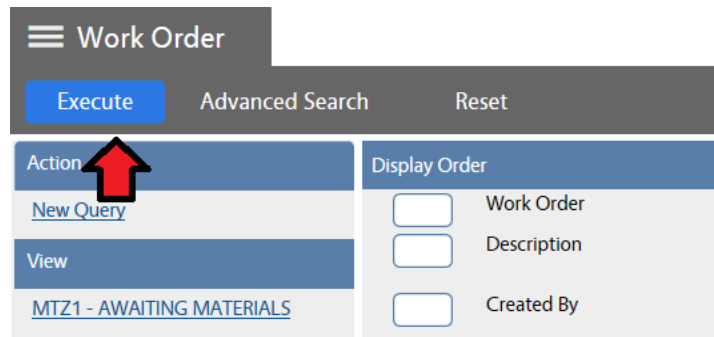 Work Order
Execute Advanced Search Reset
Action
New Query
View
MTZ1 - AWAITING MATERIALS
Display Order
Work Order
Description
Created By